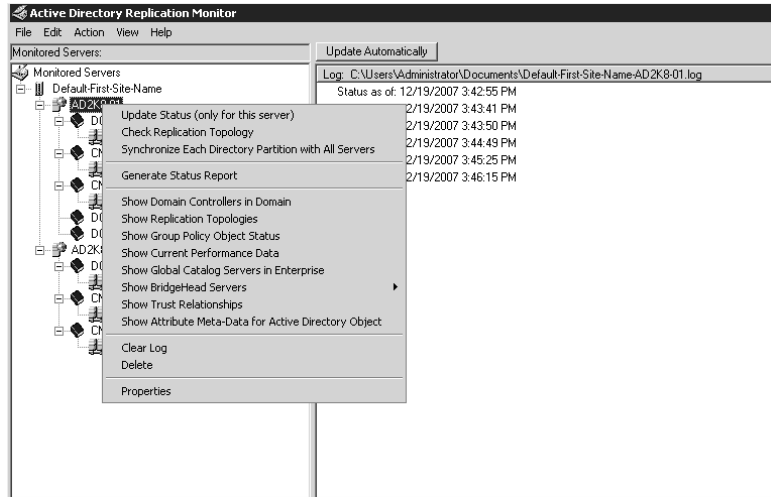 Active Directory Replication Monitor
File Edit Action View Help
Monitored Servers:
Update Automatically
Monitored Servers
Default-First-Site-Name
AD2K8-01
Log: C:\Users\Administrator\Documents\Default-First-Site-Name-AD2K8-01.log
Status as of: 12/19/2007 3:42:55 PM
2/19/2007 3:43:41 PM
2/19/2007 3:43:50 PM
2/19/2007 3:44:49 PM
2/19/2007 3:45:25 PM
2/19/2007 3:46:15 PM
Update Status (only for this server)
Check Replication Topology
Synchronize Each Directory Partition with All Servers
Generate Status Report
Show Domain Controllers in Domain
Show Replication Topologies
Show Group Policy Object Status
Show Current Performance Data
Show Global Catalog Servers in Enterprise
Show BridgeHead Servers
Show Trust Relationships
Show Attribute Meta-Data for Active Directory Object
Clear Log
Delete
Properties